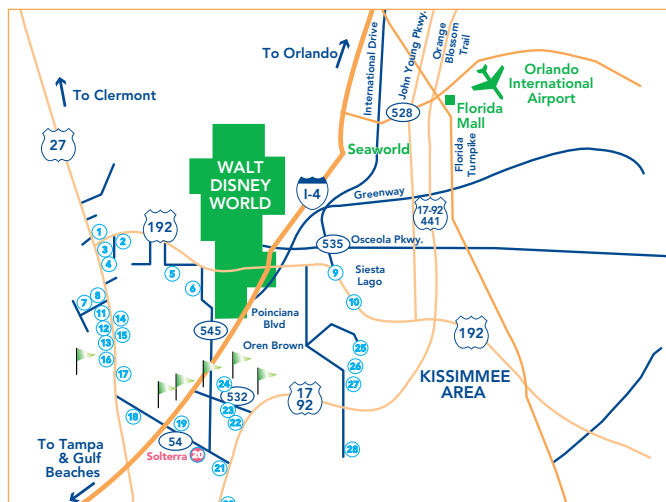 To Orlando
International Drive
John Young Pkwy.
Orange
Blossom
Trail
Orlando
International
Airport
To Clermont
528
Florida
Mall
27
Seaworld
Florida
Turnpike
WALT
DISNEY
WORLD
I-4
Greenway
17-92
441
192
1
2
3
4
535
Osceola Pkwy.
5
9
Siesta
Lago
6
10
7
8
11
12
13
14
15
16
17
Poinciana
Blvd
545
Oren Brown
192
25
26
27
KISSIMMEE
AREA
24
532
23
22
17
92
18
19
54
Solterra
20
21
28
To Tampa
& Gulf
Beaches